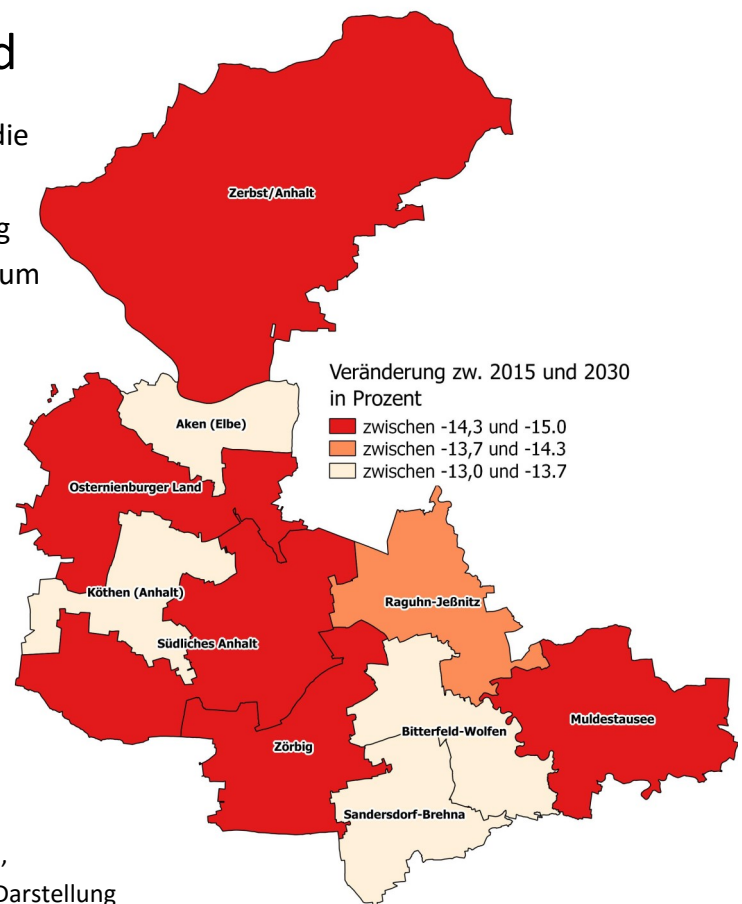 d
die
g
um
Zerbst/Anhalt
Veränderung zw. 2015 und 2030
in Prozent
zwischen -14,3 und -15.0
zwischen -13,7 und -14.3
zwischen -13,0 und -13.7
Aken (Elbe)
Osternienburger Land
Köthen (Anhalt)
Raguhn-Jeßnitz
Südliches Anhalt
Muldestausee
Bitterfeld-Wolfen
Zörbig
Sandersdorf-Brehna
,
Darstellung